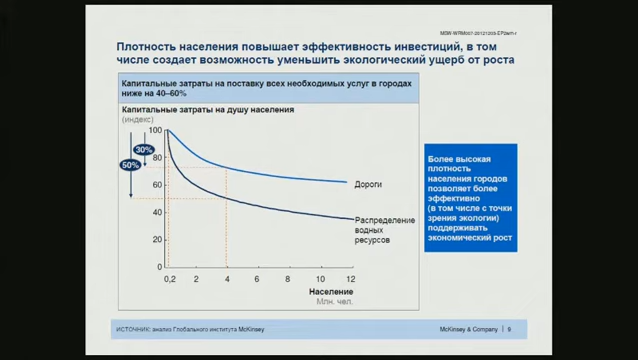 Плотность населения повышает эффективность инвестиций, в том
числе создает возможность уменьшить экологический ущерб от роста
Капитальные затраты на поставку всех необходимых услуг в городах
ниже на 40–60%
Капитальные затраты на душу населения
(индекс)
100
80
60
40
20
0
30%
50%
Дороги
Распределение
водных
ресурсов
0,2 2 4 6 8 10 12
Население
Млн. чел.
Более высокая
плотность
населения городов
позволяет более
эффективно
(в том числе с точки
зрения экологии)
поддерживать
экономический рост
ИСТОЧНИК: анализ Глобального института McKinsey
McKinsey & Company | 9